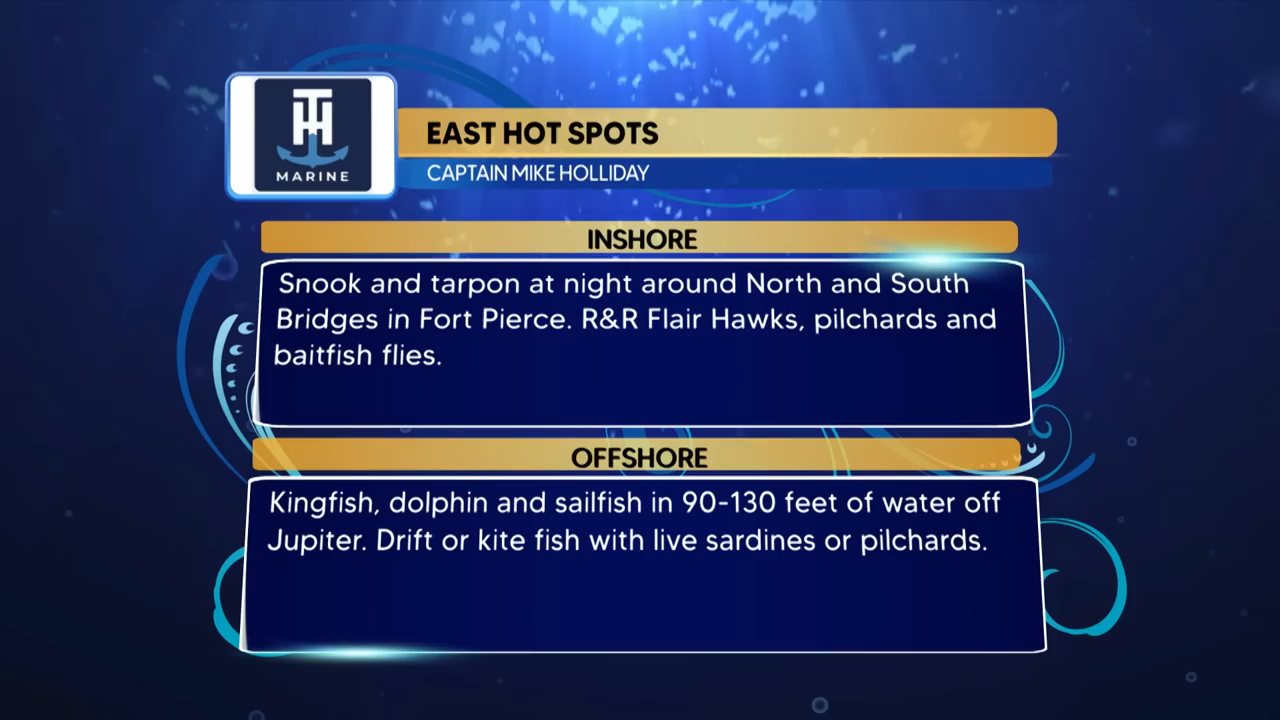 TH
MARINE
EAST HOT SPOTS
CAPTAIN MIKE HOLLIDAY
INSHORE
Snook and tarpon at night around North and South
Bridges in Fort Pierce. R&R Flair Hawks, pilchards and
baitfish flies.
OFFSHORE
Kingfish, dolphin and sailfish in 90-130 feet of water off
Jupiter. Drift or kite fish with live sardines or pilchards.